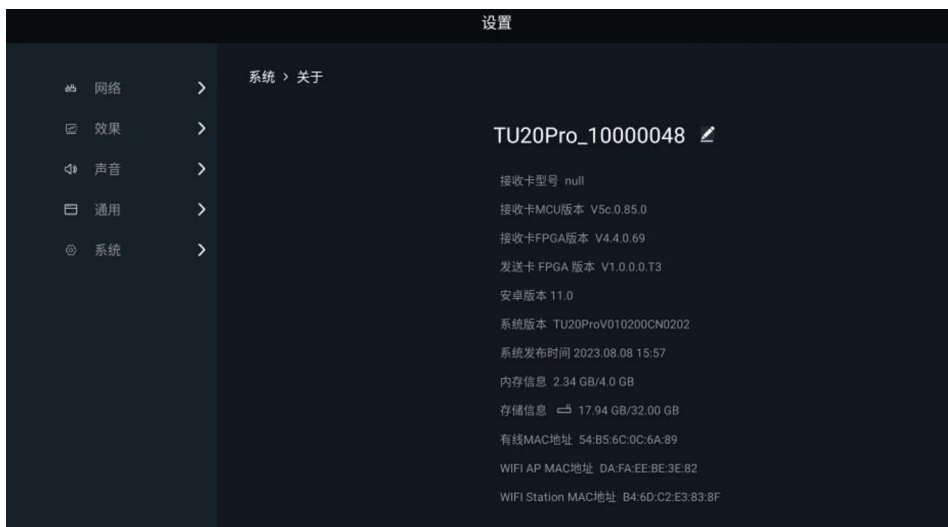 设置
网络
效果
声音
通用
系统
系统 > 关于
TU20Pro_10000048
接收卡型号 null
接收卡MCU版本 V5c.0.85.0
接收卡FPGA版本 V4.4.0.69
发送卡 FPGA 版本 V1.0.0.0.T3
安卓版本 11.0
系统版本 TU20ProV010200CN0202
系统发布时间 2023.08.08 15:57
内存信息 2.34 GB/4.0 GB
存储信息 17.94 GB/32.00 GB
有线MAC地址 54:B5:6C:0C:6A:89
WIFI AP MAC地址 DA:FA:EE:BE:3E:82
WIFI Station MAC地址 B4:6D:C2:E3:83:8F